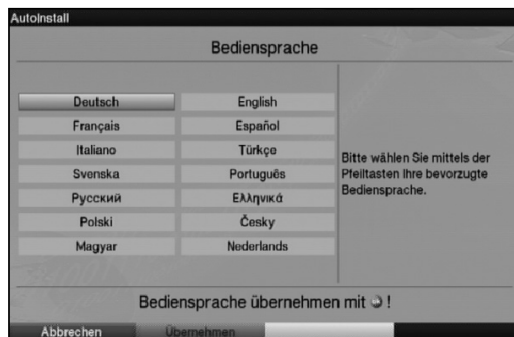 AutoInstall
Bediensprache
Deutsch English
Français Español
Italiano Türkçe
Svenska Português
Русский Ελληνικά
Polski Česky
Magyar Nederlands
Bitte wählen Sie mittels der
Pfeiltasten Ihre bevorzugte
Bediensprache.
Bediensprache übernehmen mit !
Abbrechen Übernehmen